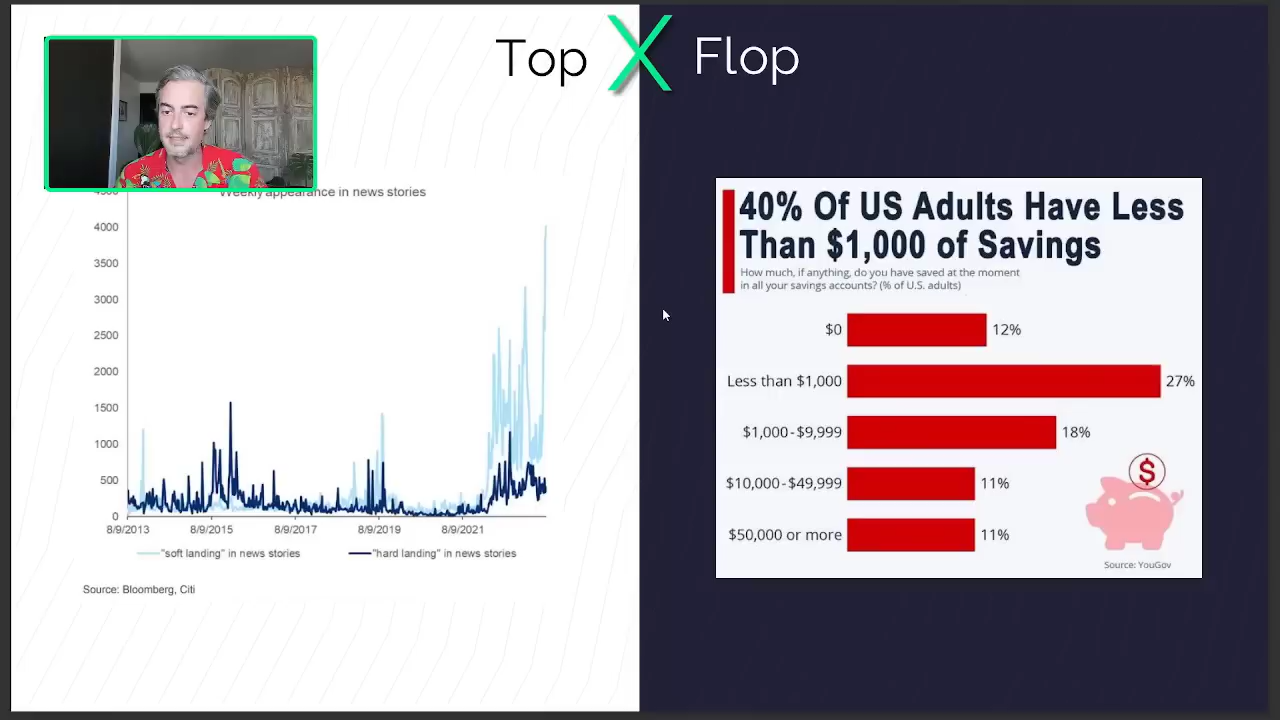 Top X Flop
Weekly appearance in news stories
4500
4000
3500
3000
2500
2000
1500
1000
500
0
8/9/2013 8/9/2015 8/9/2017 8/9/2019 8/9/2021
"soft landing" in news stories "hard landing" in news stories
Source: Bloomberg, Citi
40% Of US Adults Have Less
Than $1,000 of Savings
How much, if anything, do you have saved at the moment
in all your savings accounts? (% of U.S. adults)
$0 12%
Less than $1,000 27%
$1,000-$9,999 18%
$10,000-$49,999 11%
$50,000 or more 11%
$
Source: YouGov